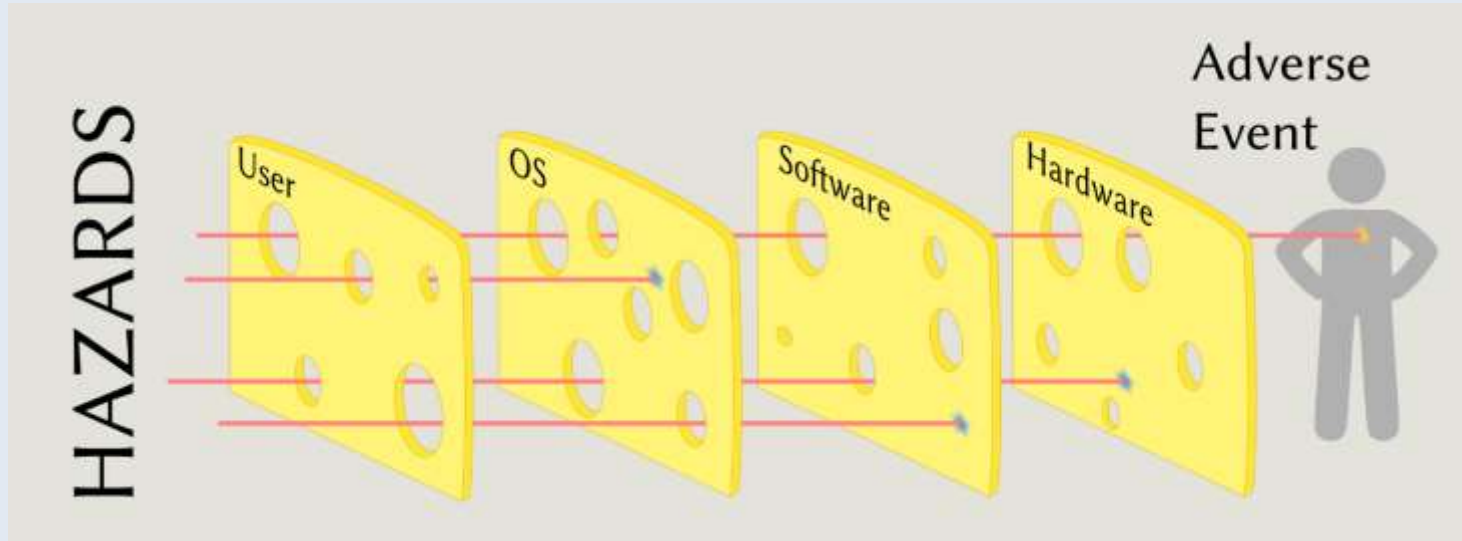 HAZARDS
User
OS
Software
Hardware
Adverse
Event